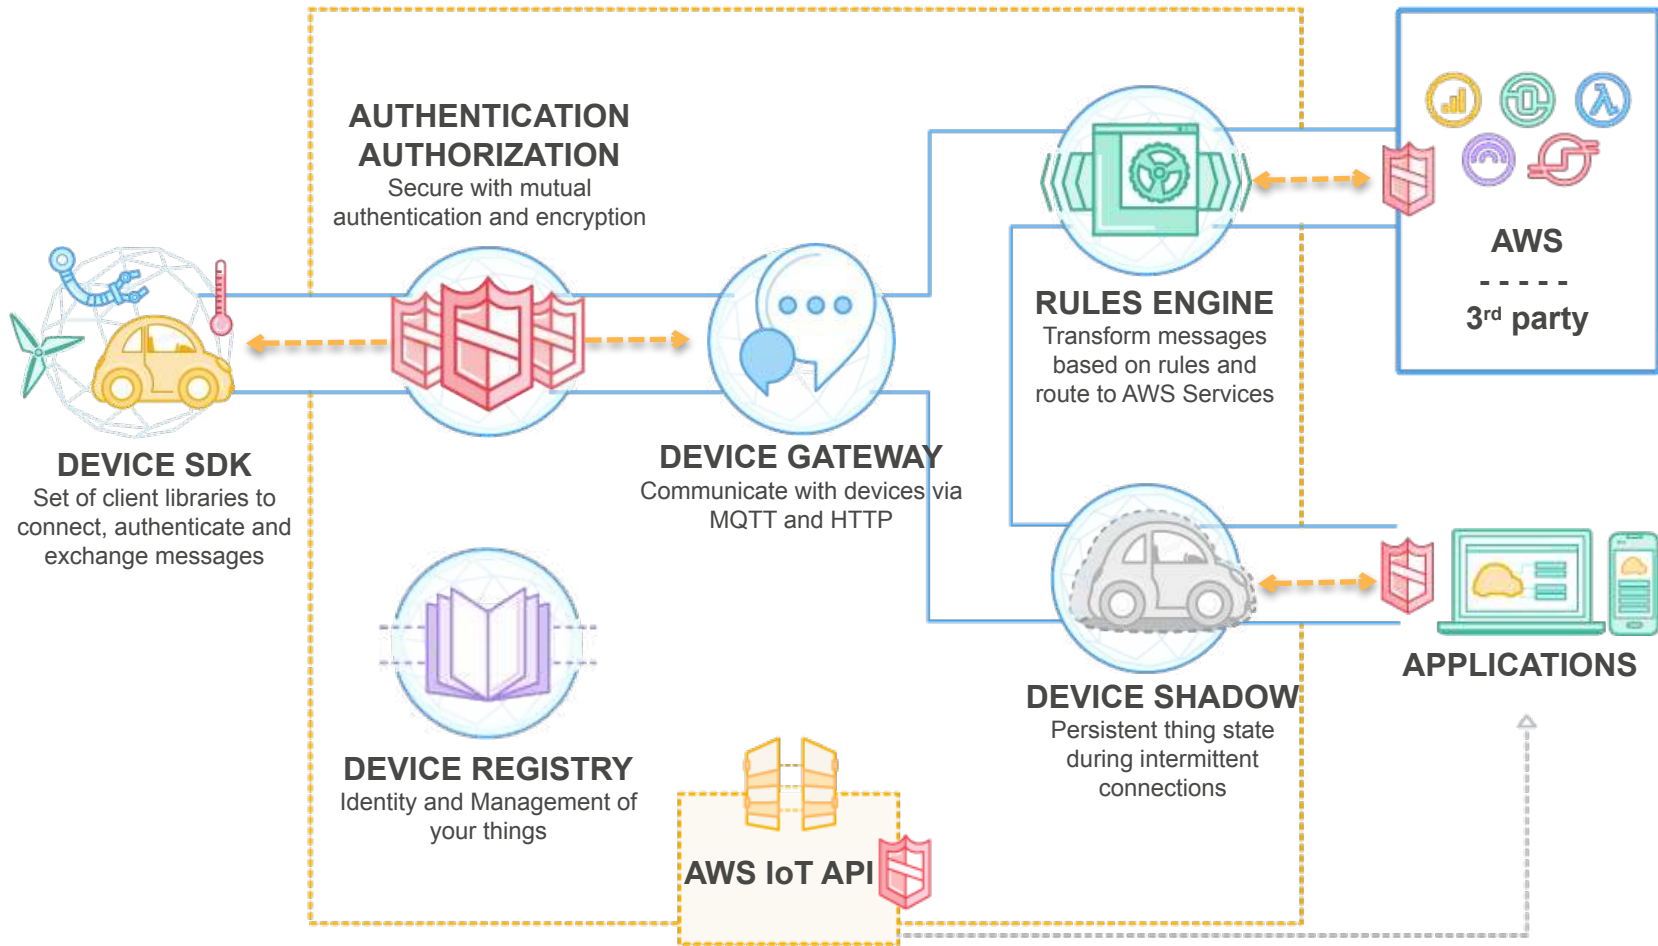 AUTHENTICATION
AUTHORIZATION
Secure with mutual
authentication and encryption
DEVICE SDK
Set of client libraries to
connect, authenticate and
exchange messages
DEVICE GATEWAY
Communicate with devices via
MQTT and HTTP
RULES ENGINE
Transform messages
based on rules and
route to AWS Services
AWS
- - - - -
3rd party
DEVICE REGISTRY
Identity and Management of
your things
DEVICE SHADOW
Persistent thing state
during intermittent
connections
APPLICATIONS
AWS IoT API